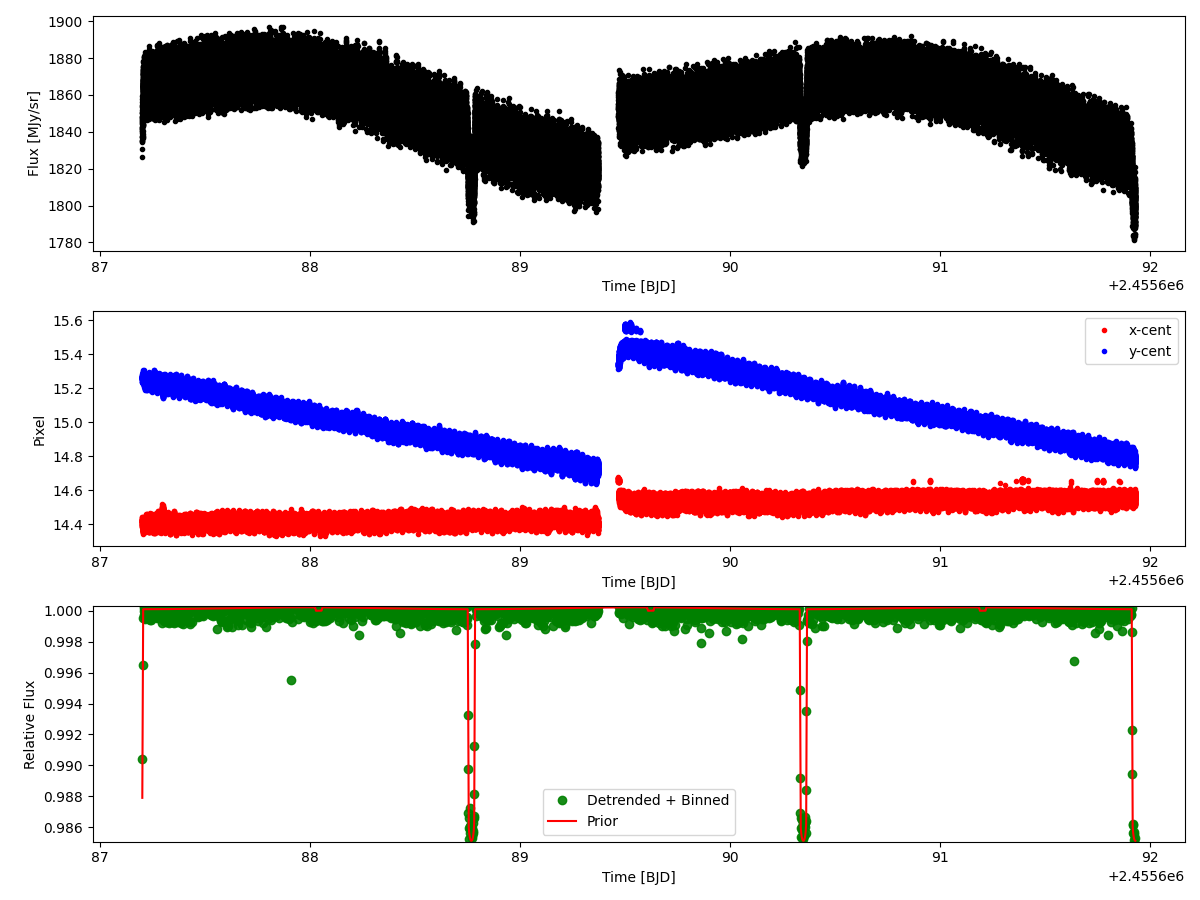 1900
1880
1860
1840
1820
1800
1780
Flux [MJy/sr]
87 88 89 90 91 92
Time [BJD]
+2.4556e6
15.6
15.4
15.2
15.0
14.8
14.6
14.4
Pixel
x-cent
y-cent
87 88 89 90 91 92
Time [BJD]
+2.4556e6
1.000
0.998
0.996
0.994
0.992
0.990
0.988
0.986
Relative Flux
Detrended + Binned
Prior
87 88 89 90 91 92
Time [BJD]
+2.4556e6